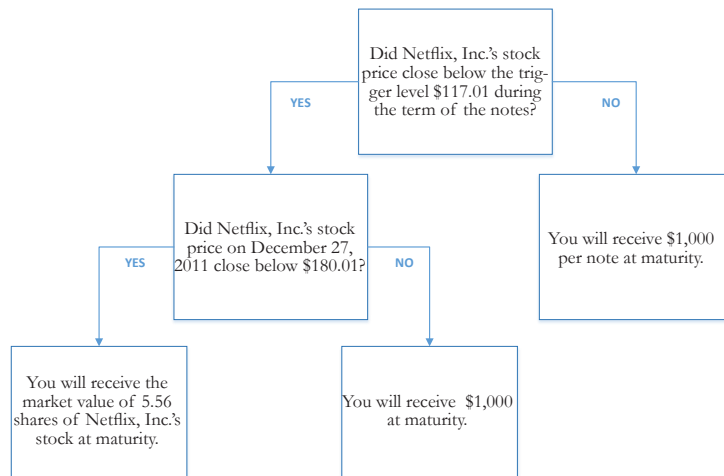 Did Netflix, Inc.'s stock
price close below the trig-
ger level $117.01 during
the term of the notes?
YES
NO
Did Netflix, Inc.'s stock
price on December 27,
2011 close below $180.01?
You will receive $1,000
per note at maturity.
YES
NO
You will receive the
market value of 5.56
shares of Netflix, Inc.'s
stock at maturity.
You will receive $1,000
at maturity.